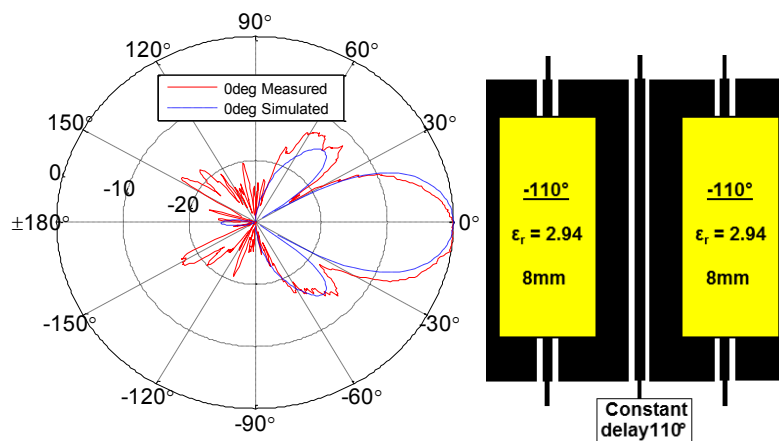 90°
120°
60°
0deg Measured
0deg Simulated
150°
30°
0
-10
-20
±180°
0°
-150°
-30°
-120°
-60°
-90°
-110°
εr = 2.94
8mm
-110°
εr = 2.94
8mm
Constant
delay110°